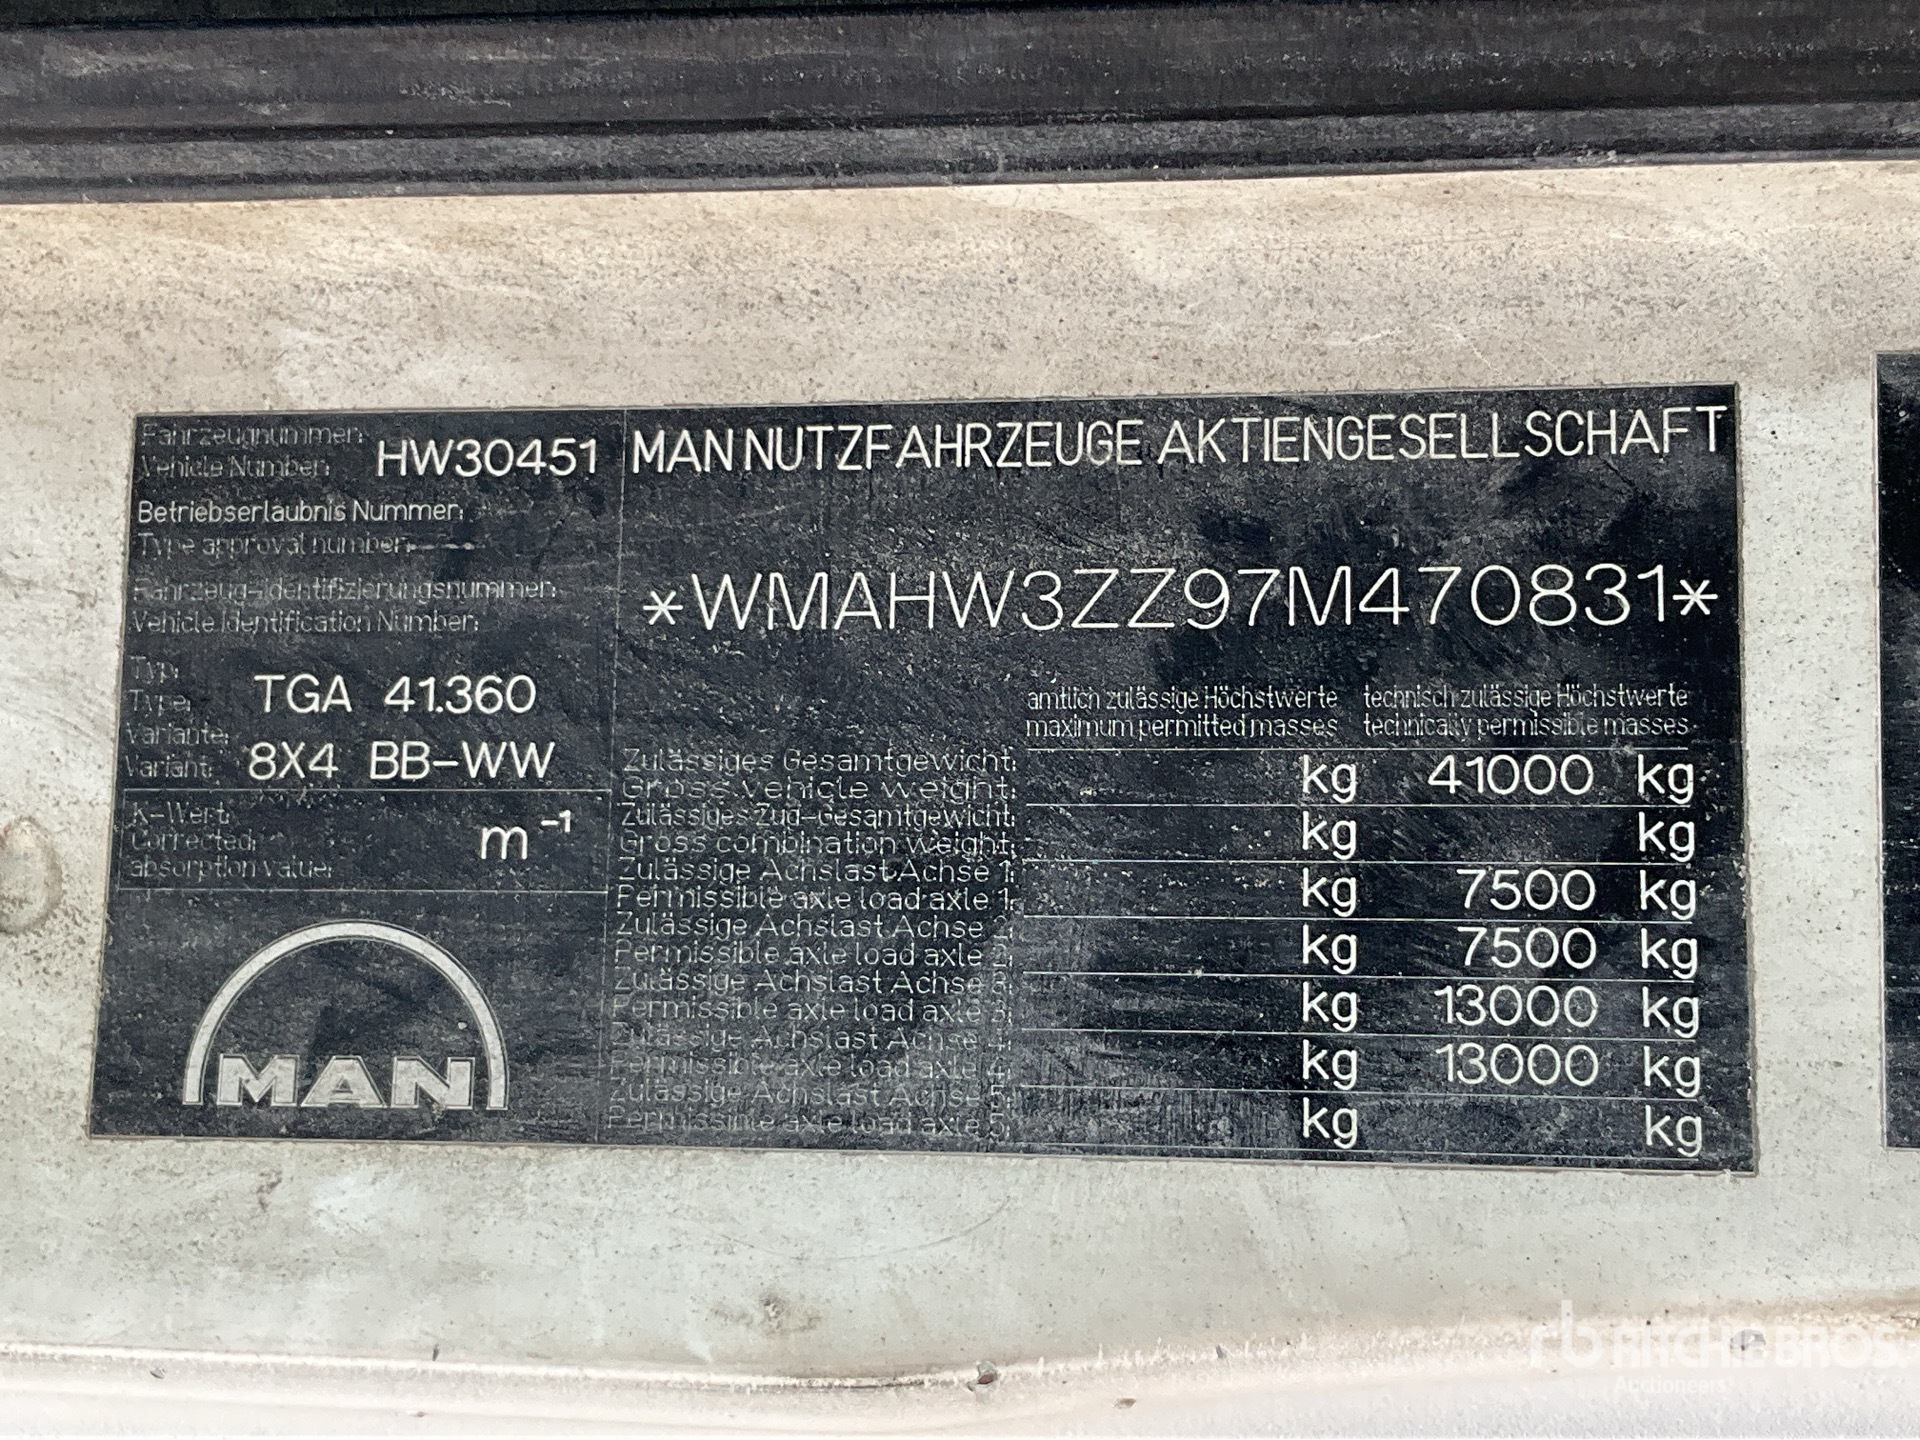 Fahrzeugnummer:
Vehicle Number: HW30451
Betriebserlaubnis Nummer:
Type approval number:
Fahrzeug-Identifizierungsnummer:
Vehicle Identification Number:
Typ:
Type: TGA 41.360
Variante:
Variant: 8X4 BB-WW
K-Wert:
Corrected: m⁻¹
absorption value:
MAN
MAN NUTZFAHRZEUGE AKTIENGESELLSCHAFT
*WMAHW3ZZ97M470831*
amtlich zulässige Höchstwerte technisch zulässige Höchstwerte
maximum permitted masses technically permissible masses
Zulässiges Gesamtgewicht:
Gross vehicle weight: kg 41000 kg
Zulässiges Zug-Gesamtgewicht:
Gross combination weight: kg kg
Zulässige Achslast Achse 1:
Permissible axle load axle 1: kg 7500 kg
Zulässige Achslast Achse 2:
Permissible axle load axle 2: kg 7500 kg
Zulässige Achslast Achse 3:
Permissible axle load axle 3: kg 13000 kg
Zulässige Achslast Achse 4:
Permissible axle load axle 4: kg 13000 kg
Zulässige Achslast Achse 5:
Permissible axle load axle 5: kg kg
rb RITCHIE BROS.
Auctioneers